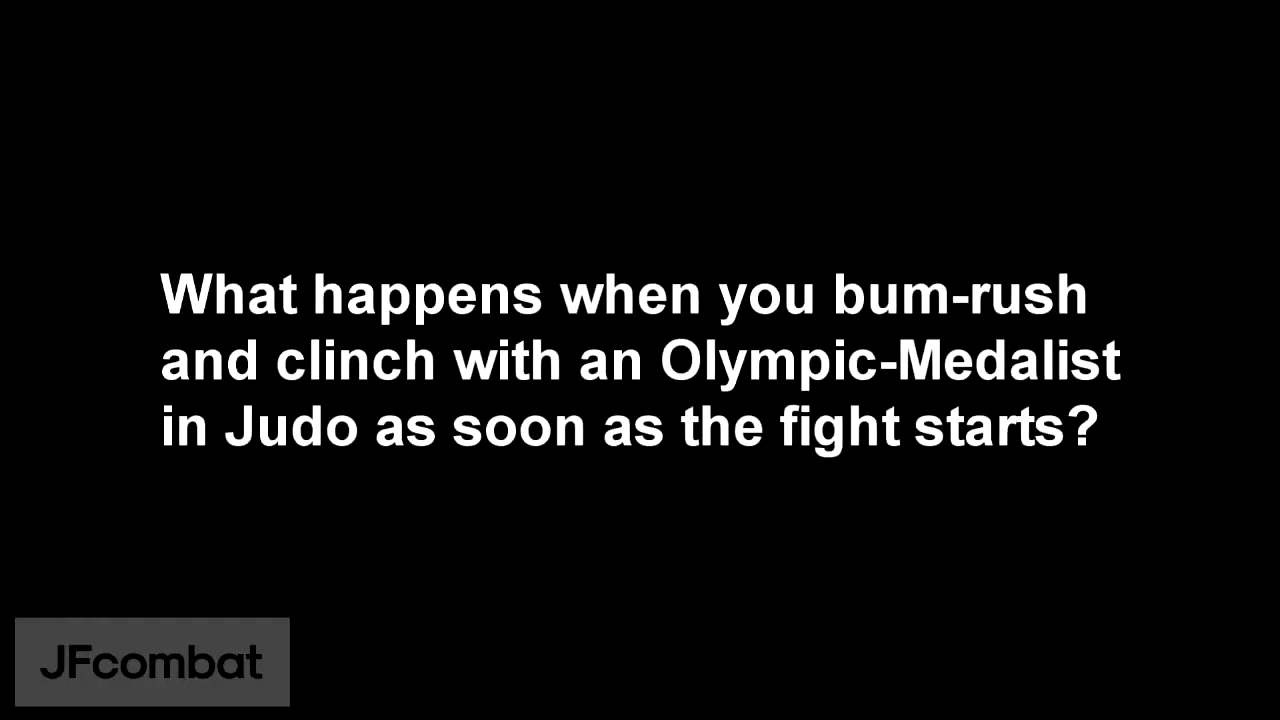 What happens when you bum-rush
and clinch with an Olympic-Medalist
in Judo as soon as the fight starts?
JFcombat